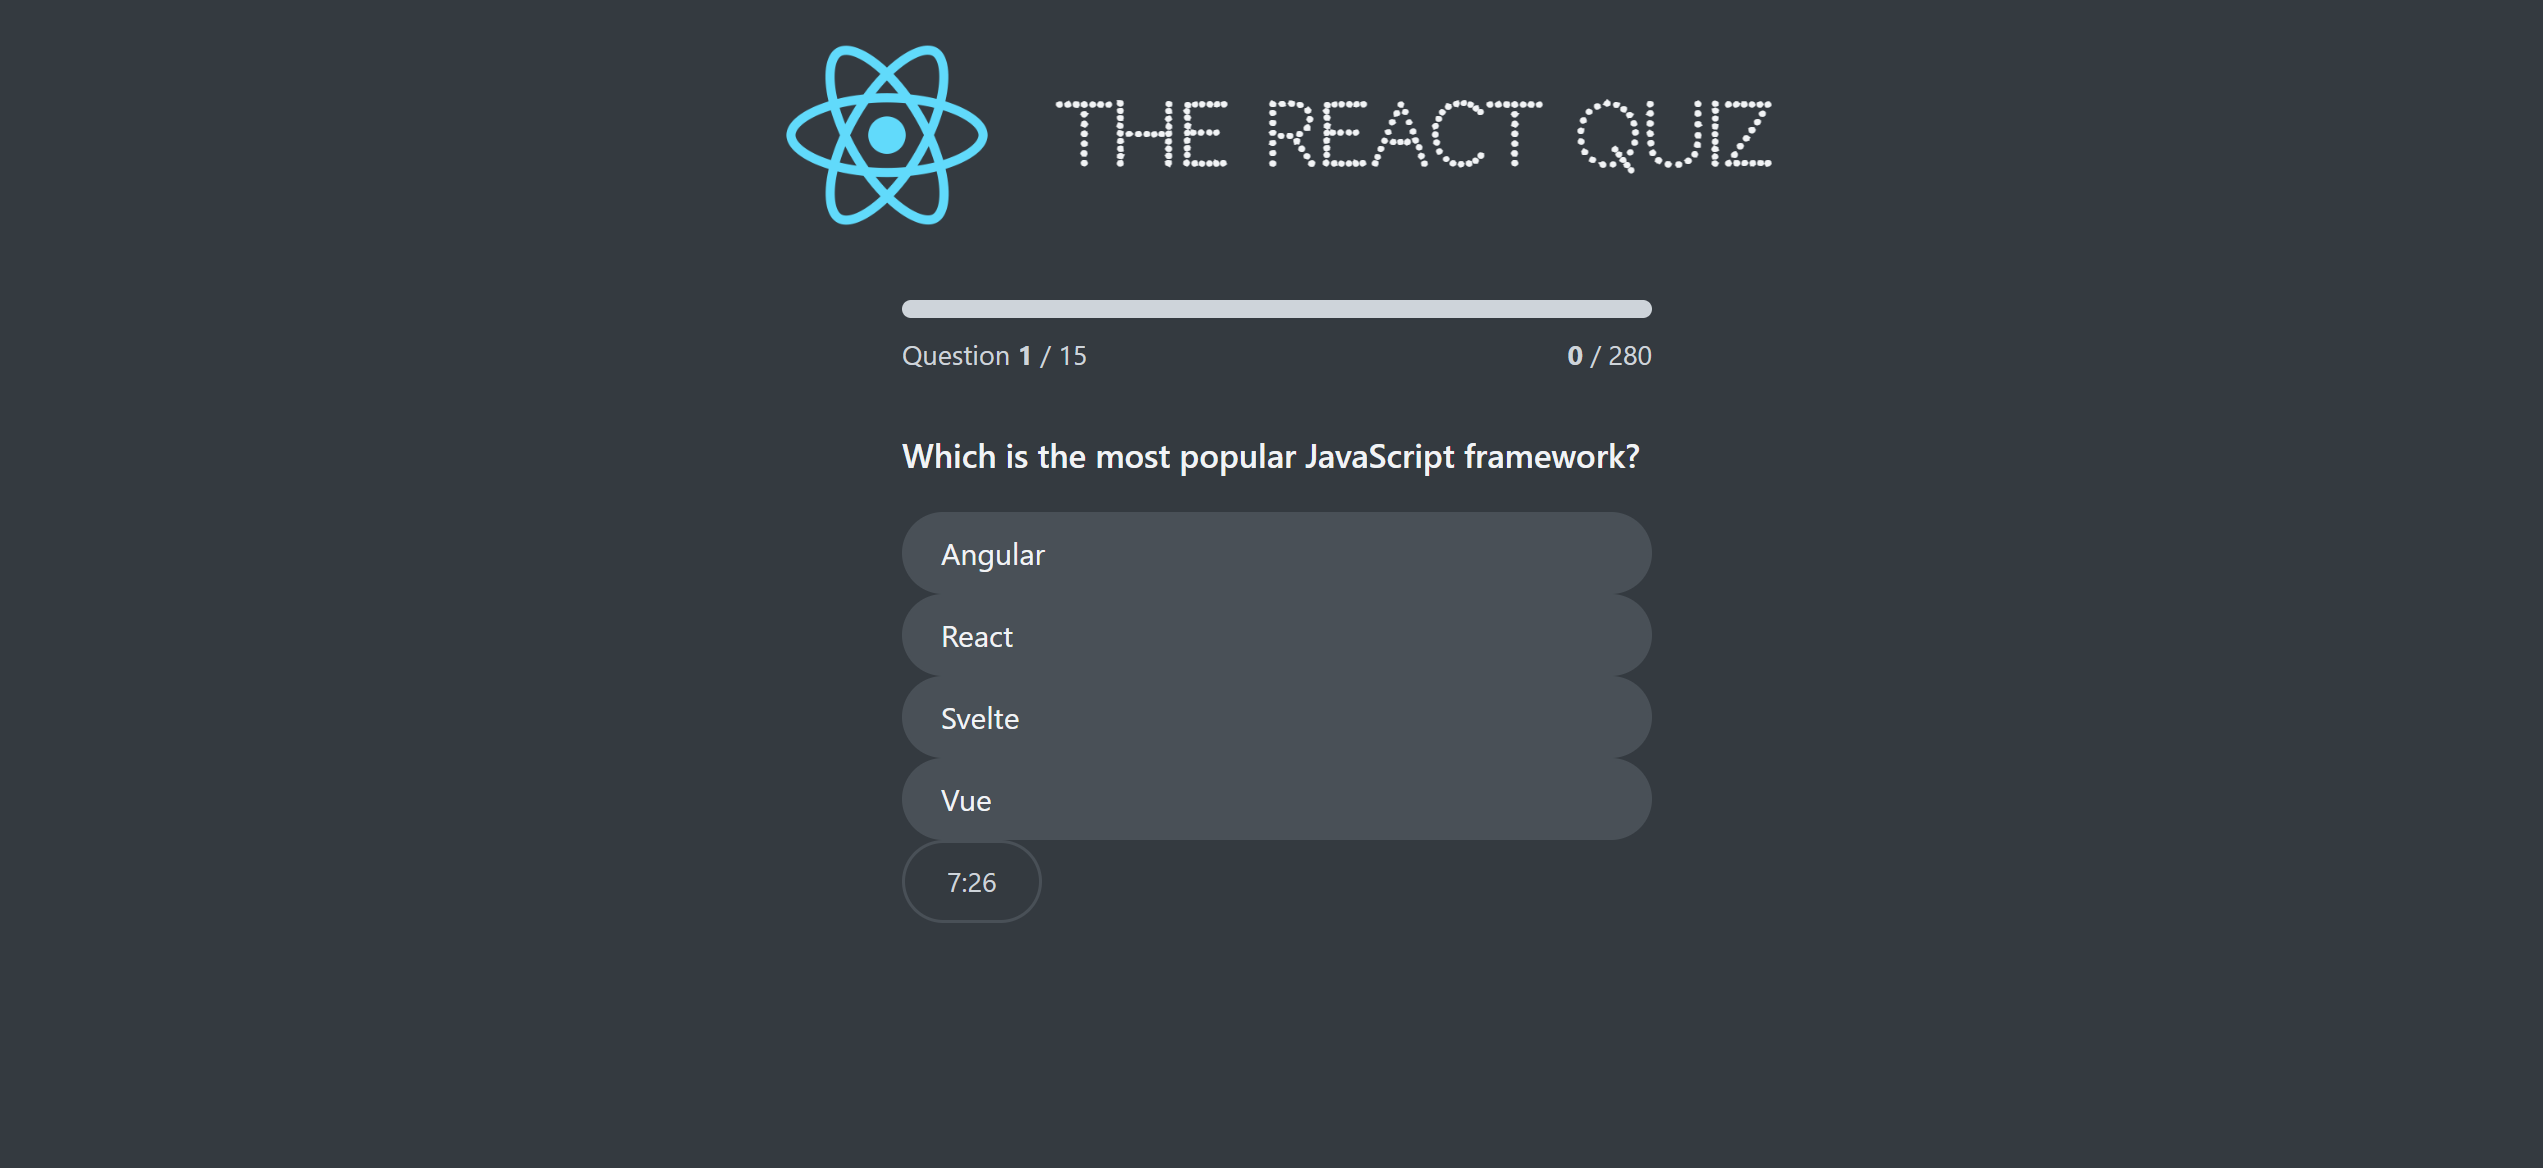 THE REACT QUIZ
Question 1 / 15
0 / 280
Which is the most popular JavaScript framework?
Angular
React
Svelte
Vue
7:26